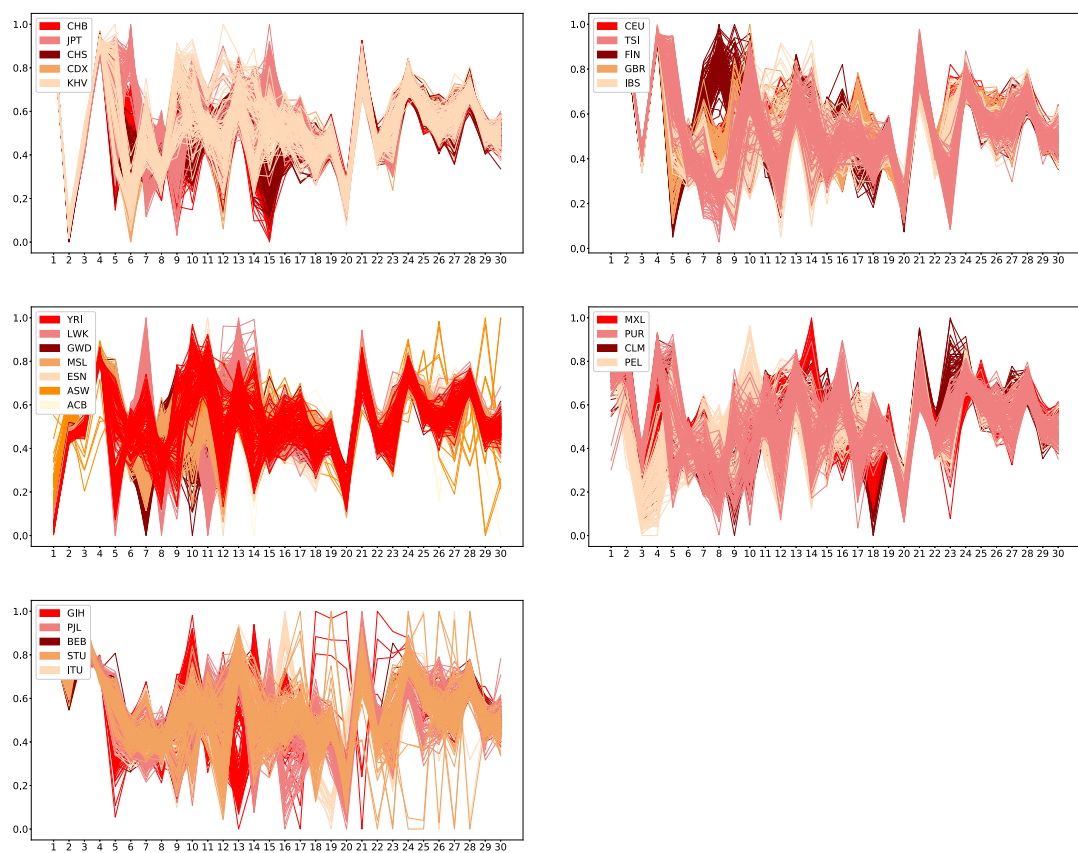 1.0
0.8
0.6
0.4
0.2
0.0
CHB
JPT
CHS
CDX
KHV
1 2 3 4 5 6 7 8 9 10 11 12 13 14 15 16 17 18 19 20 21 22 23 24 25 26 27 28 29 30
1.0
0.8
0.6
0.4
0.2
0.0
CEU
TSI
FIN
GBR
IBS
1 2 3 4 5 6 7 8 9 10 11 12 13 14 15 16 17 18 19 20 21 22 23 24 25 26 27 28 29 30
1.0
0.8
0.6
0.4
0.2
0.0
YRI
LWK
GWD
MSL
ESN
ASW
ACB
1 2 3 4 5 6 7 8 9 10 11 12 13 14 15 16 17 18 19 20 21 22 23 24 25 26 27 28 29 30
1.0
0.8
0.6
0.4
0.2
0.0
MXL
PUR
CLM
PEL
1 2 3 4 5 6 7 8 9 10 11 12 13 14 15 16 17 18 19 20 21 22 23 24 25 26 27 28 29 30
1.0
0.8
0.6
0.4
0.2
0.0
GIH
PJL
BEB
STU
ITU
1 2 3 4 5 6 7 8 9 10 11 12 13 14 15 16 17 18 19 20 21 22 23 24 25 26 27 28 29 30